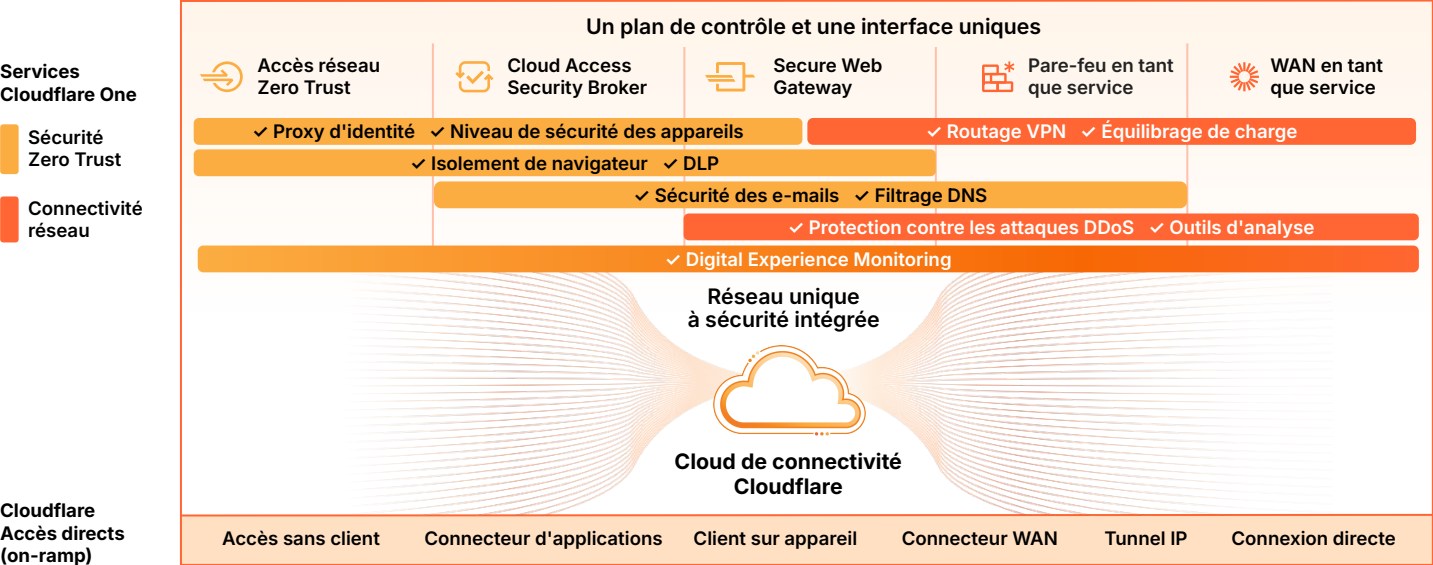 Un plan de contrôle et une interface uniques
Services
Cloudflare One
Sécurité
Zero Trust
Connectivité
réseau
Accès réseau
Zero Trust
Cloud Access
Security Broker
Secure Web
Gateway
Pare-feu en tant
que service
WAN en tant
que service
✓ Proxy d'identité ✓ Niveau de sécurité des appareils
✓ Routage VPN ✓ Équilibrage de charge
✓ Isolement de navigateur ✓ DLP
✓ Sécurité des e-mails ✓ Filtrage DNS
✓ Protection contre les attaques DDoS ✓ Outils d'analyse
✓ Digital Experience Monitoring
Réseau unique
à sécurité intégrée
Cloud de connectivité
Cloudflare
Cloudflare
Accès directs
(on-ramp)
Accès sans client
Connecteur d'applications
Client sur appareil
Connecteur WAN
Tunnel IP
Connexion directe